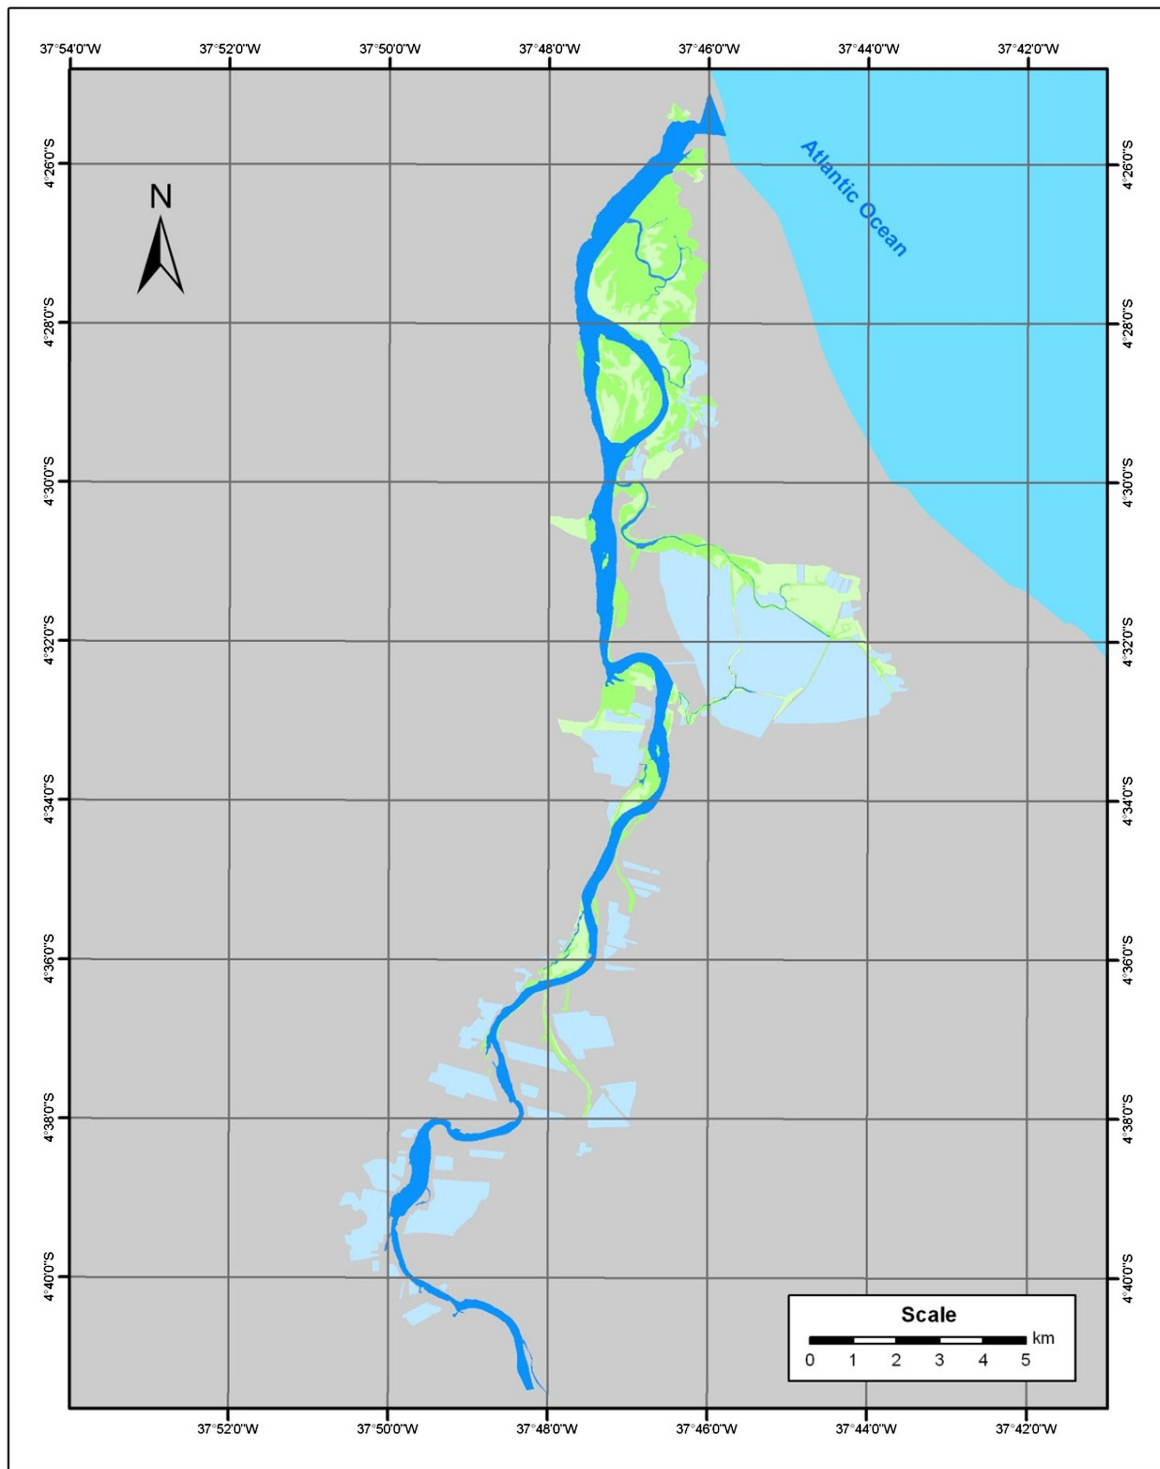 37°54'0"W 37°52'0"W 37°50'0"W 37°48'0"W 37°46'0"W 37°44'0"W 37°42'0"W
4°26'0"S 4°26'0"S
Atlantic Ocean
N
4°28'0"S 4°28'0"S
4°30'0"S 4°30'0"S
4°32'0"S 4°32'0"S
4°34'0"S 4°34'0"S
4°36'0"S 4°36'0"S
4°38'0"S 4°38'0"S
4°40'0"S 4°40'0"S
Scale
km
0 1 2 3 4 5
37°52'0"W 37°50'0"W 37°48'0"W 37°46'0"W 37°44'0"W 37°42'0"W